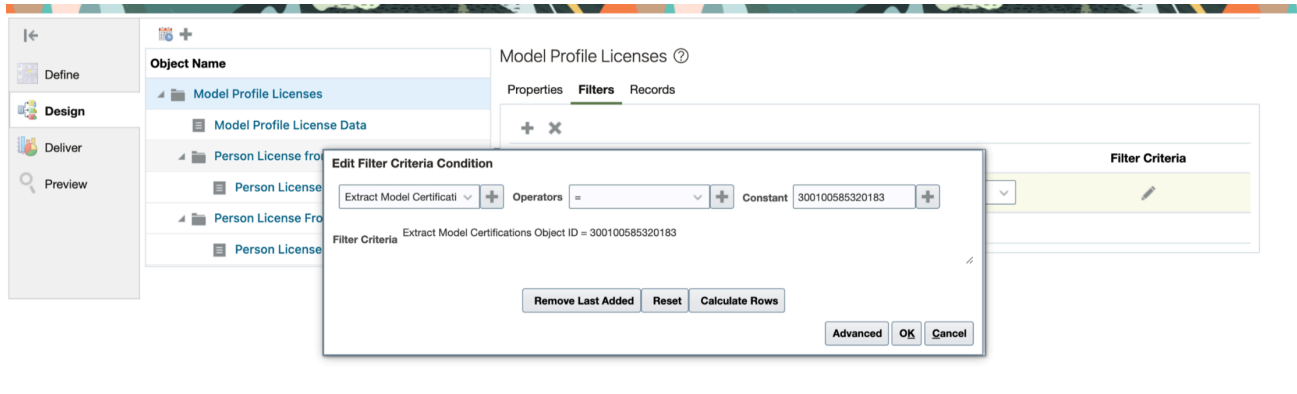 Define
Design
Deliver
Preview
Object Name
Model Profile Licenses
Model Profile License Data
Person License fro
Person License
Person License Fro
Person License
Model Profile Licenses
Properties Filters Records
Filter Criteria
Edit Filter Criteria Condition
Extract Model Certificati
Operators =
Constant 300100585320183
Filter Criteria Extract Model Certifications Object ID = 300100585320183
Remove Last Added Reset Calculate Rows
Advanced OK Cancel